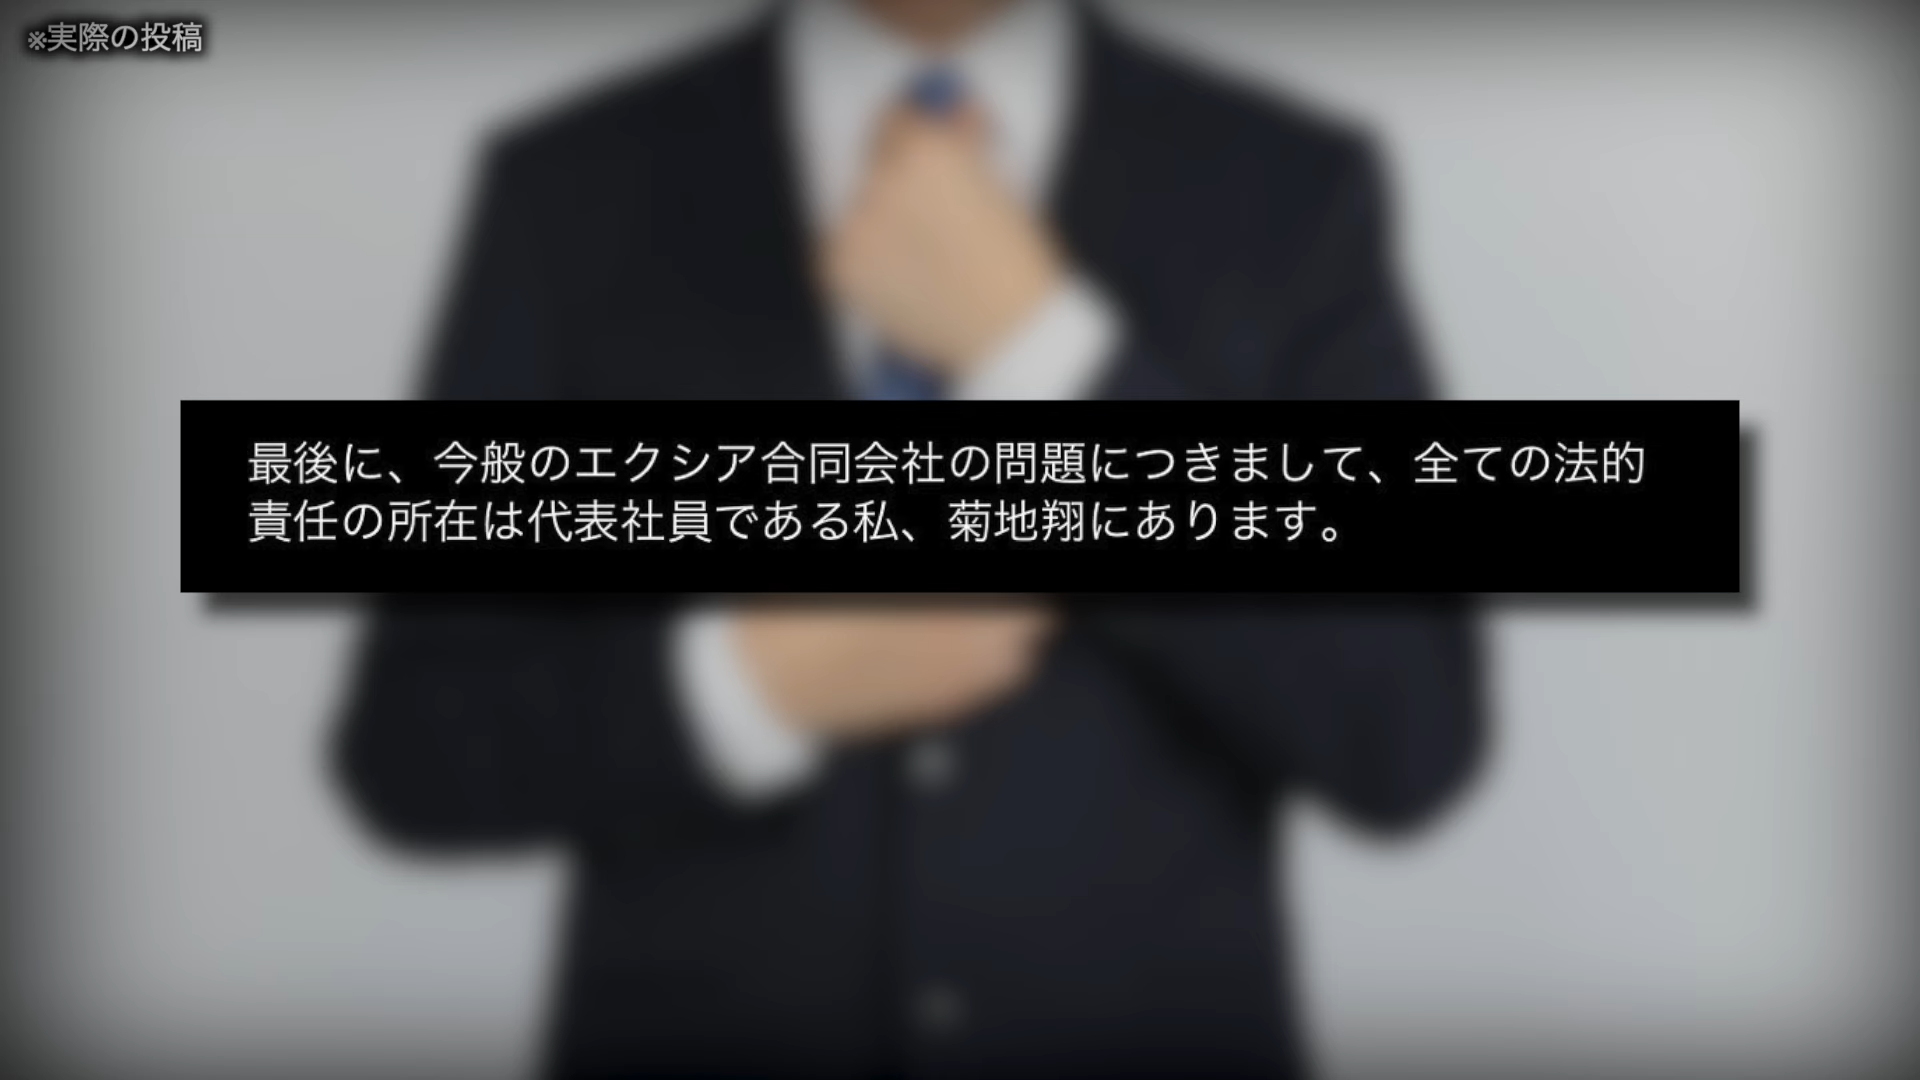 ※実際の投稿
最後に、今般のエクシア合同会社の問題につきまして、全ての法的
責任の所在は代表社員である私、菊地翔にあります。